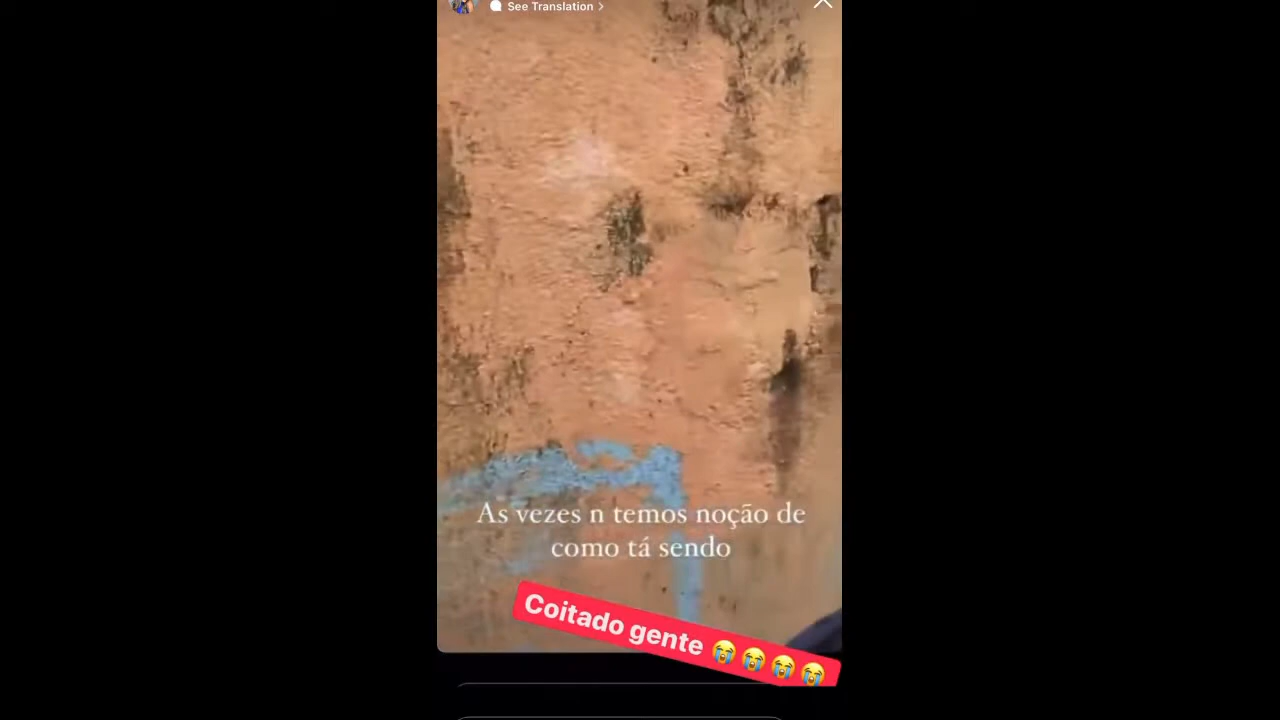 See Translation
As vezes n temos noção de
como tá sendo
Coitado gente 😭😭😭😭